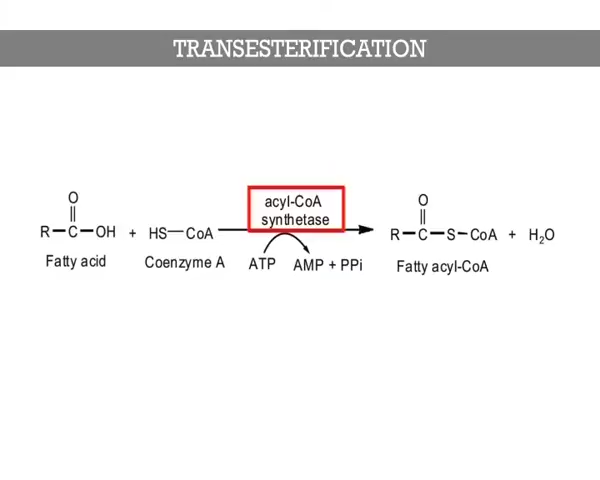 TRANSESTERIFICATION
O
R–C–OH + HS–CoA
acyl-CoA
synthetase
O
R–C–S–CoA + H₂O
Fatty acid
Coenzyme A
ATP
AMP + PPi
Fatty acyl-CoA